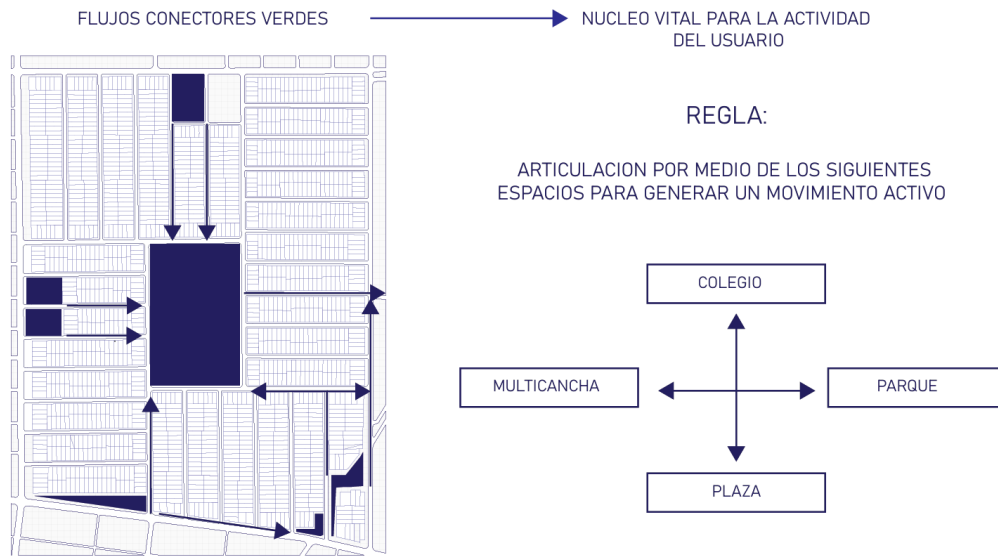 FLUJOS CONECTORES VERDES
NUCLEO VITAL PARA LA ACTIVIDAD
DEL USUARIO
REGLA:
ARTICULACION POR MEDIO DE LOS SIGUIENTES
ESPACIOS PARA GENERAR UN MOVIMIENTO ACTIVO
COLEGIO
MULTICANCHA
PARQUE
PLAZA